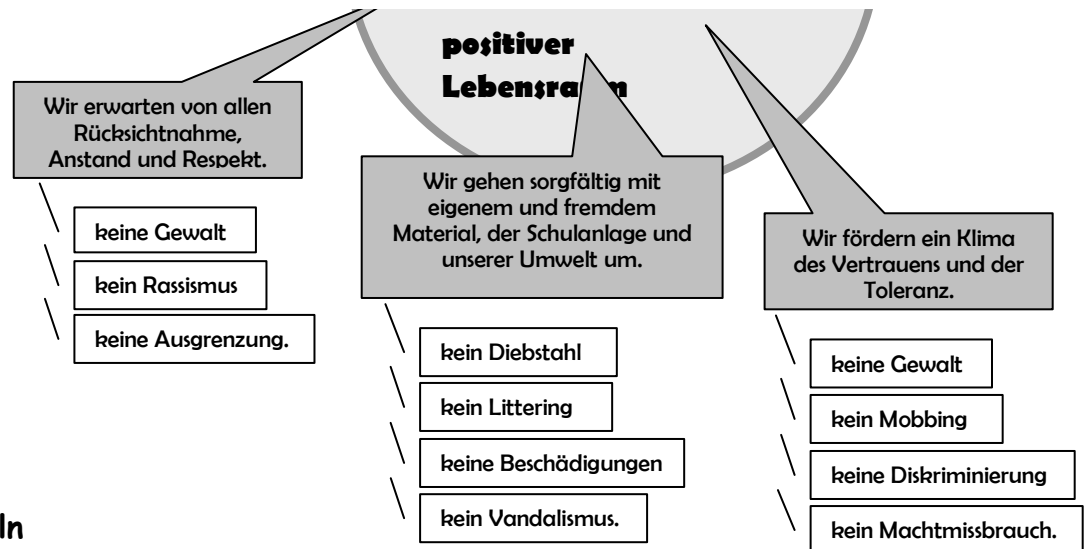 positiver
Lebensraum
Wir erwarten von allen
Rücksichtnahme,
Anstand und Respekt.
keine Gewalt
kein Rassismus
keine Ausgrenzung.
Wir gehen sorgfältig mit
eigenem und fremdem
Material, der Schulanlage und
unserer Umwelt um.
kein Diebstahl
kein Littering
keine Beschädigungen
kein Vandalismus.
Wir fördern ein Klima
des Vertrauens und der
Toleranz.
keine Gewalt
kein Mobbing
keine Diskriminierung
kein Machtmissbrauch.
ln